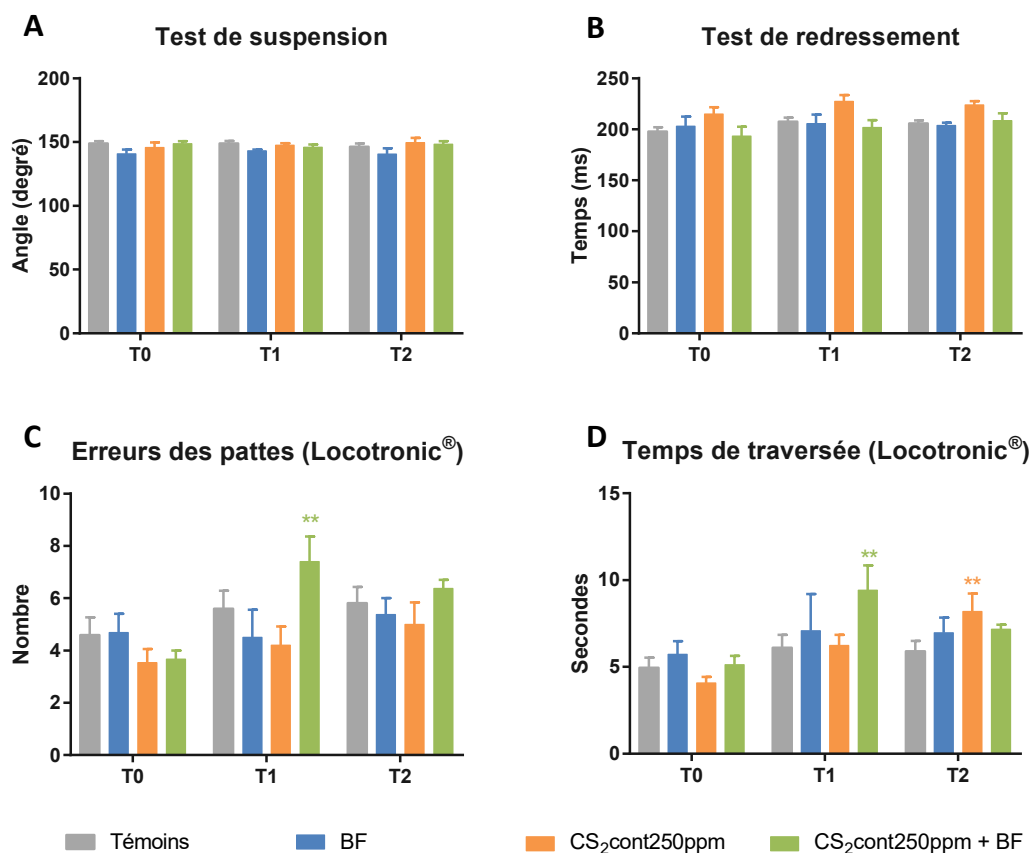 A
Test de suspension
200
150
100
50
0
Angle (degré)
T0 T1 T2
B
Test de redressement
250
200
150
100
50
0
Temps (ms)
T0 T1 T2
C
Erreurs des pattes (Locotronic®)
10
8
6
4
2
0
Nombre
**
T0 T1 T2
D
Temps de traversée (Locotronic®)
15
10
5
0
Secondes
**
**
T0 T1 T2
Témoins BF CS₂cont250ppm CS₂cont250ppm + BF